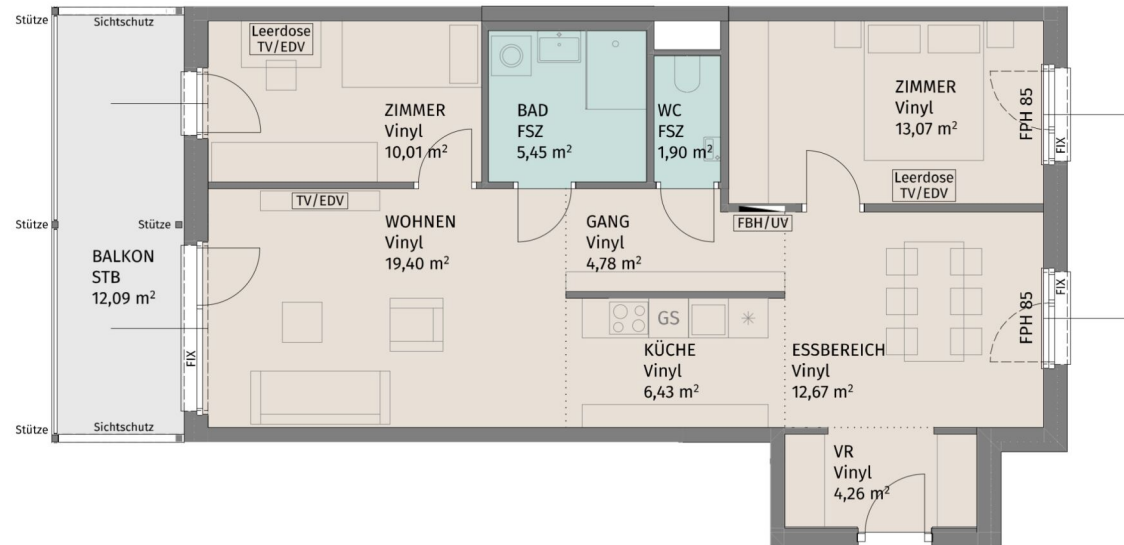 Stütze
Sichtschutz
Leerdose
TV/EDV
ZIMMER
Vinyl
10,01 m²
BAD
FSZ
5,45 m²
WC
FSZ
1,90 m²
ZIMMER
Vinyl
13,07 m²
FPH 85
FIX
Leerdose
TV/EDV
TV/EDV
FBH/UV
Stütze
Stütze
WOHNEN
Vinyl
19,40 m²
GANG
Vinyl
4,78 m²
BALKON
STB
12,09 m²
FIX
GS
KÜCHE
Vinyl
6,43 m²
ESSBEREICH
Vinyl
12,67 m²
FPH 85
FIX
Stütze
Sichtschutz
VR
Vinyl
4,26 m²